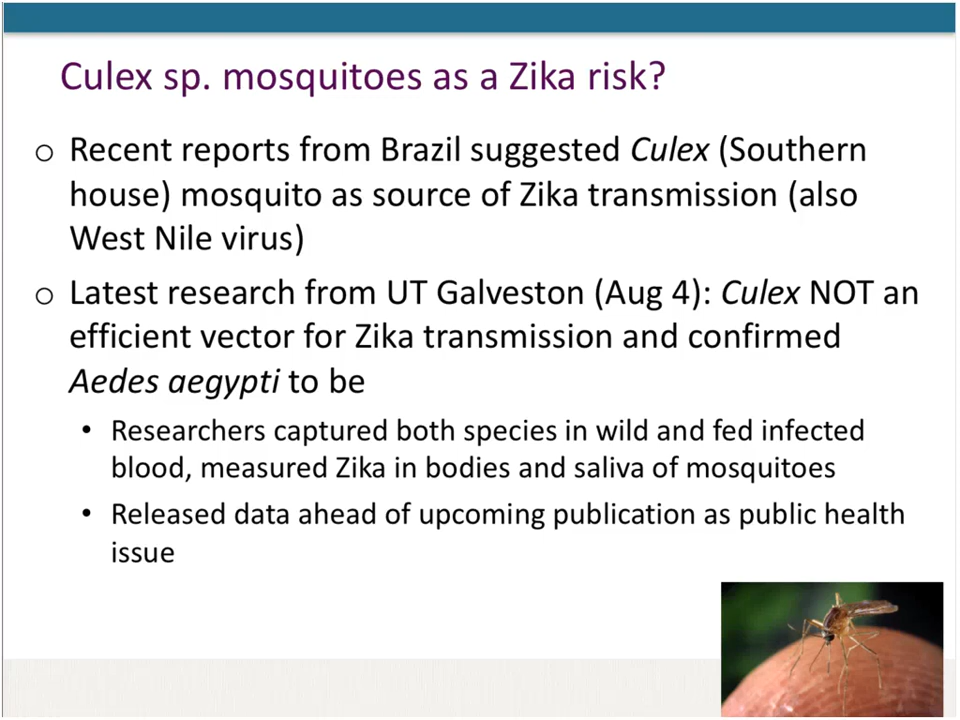 Culex sp. mosquitoes as a Zika risk?
o Recent reports from Brazil suggested Culex (Southern
house) mosquito as source of Zika transmission (also
West Nile virus)
o Latest research from UT Galveston (Aug 4): Culex NOT an
efficient vector for Zika transmission and confirmed
Aedes aegypti to be
• Researchers captured both species in wild and fed infected
blood, measured Zika in bodies and saliva of mosquitoes
• Released data ahead of upcoming publication as public health
issue